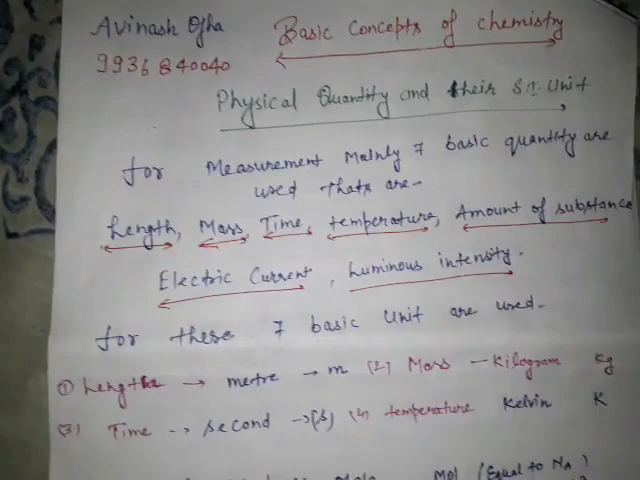 Avinash Ojha Basic Concepts of chemistry
9936840040
Physical Quantity and their S.I. Unit
for Measurement Mainly 7 basic quantity are
used thats are-
Length, Mass, Time, temperature, Amount of substance
Electric Current, Luminous intensity.
for these 7 basic Unit are used.
① Length → metre → m (2) Mass - Kilogram Kg
(3) Time → second → (s) (4) temperature Kelvin K
Mol (Equal to NA)